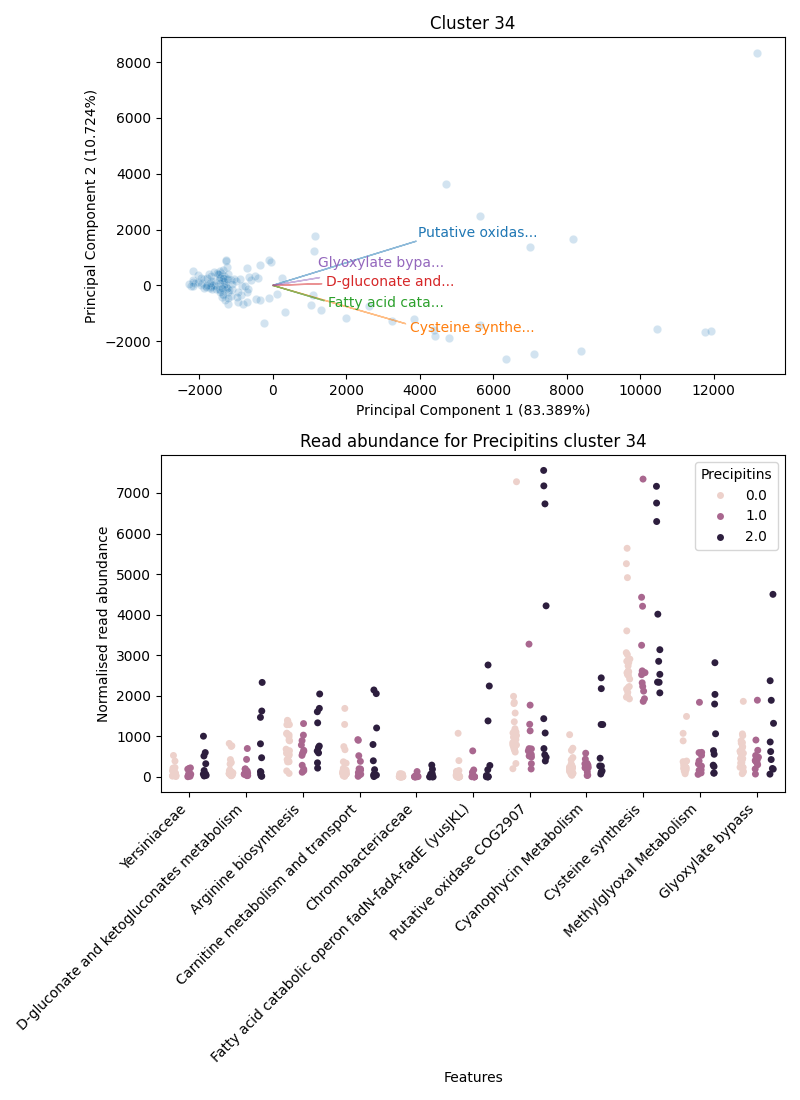 Cluster 34
8000
6000
4000
2000
0
−2000
Principal Component 2 (10.724%)
Putative oxidas...
Glyoxylate bypa...
D-gluconate and...
Fatty acid cata...
Cysteine synthe...
−2000 0 2000 4000 6000 8000 10000 12000
Principal Component 1 (83.389%)
Read abundance for Precipitins cluster 34
7000
6000
5000
4000
3000
2000
1000
0
Normalised read abundance
Precipitins
0.0
1.0
2.0
Yersiniaceae
D-gluconate and ketogluconates metabolism
Arginine biosynthesis
Carnitine metabolism and transport
Chromobacteriaceae
Fatty acid catabolic operon fadN-fadA-fadE (yusJKL)
Putative oxidase COG2907
Cyanophycin Metabolism
Cysteine synthesis
Methylglyoxal Metabolism
Glyoxylate bypass
Features